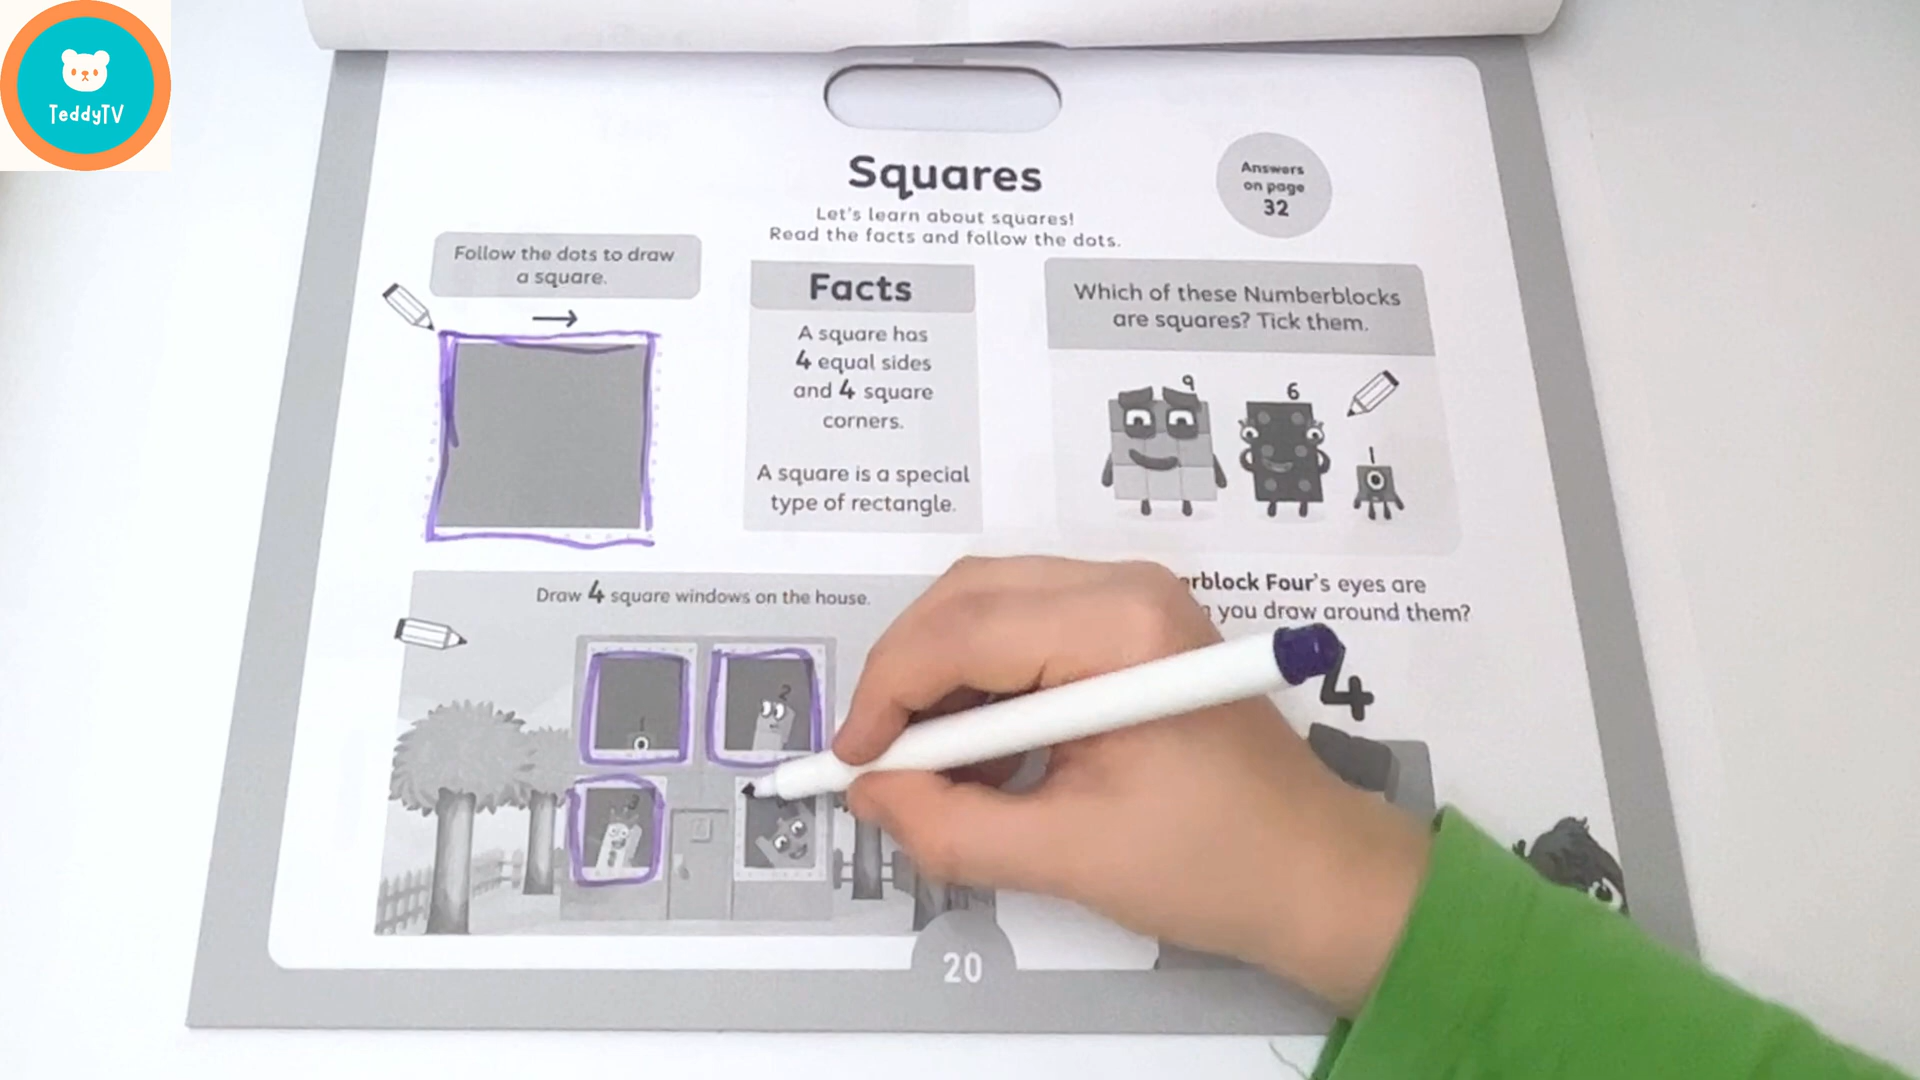 TeddyTV
Squares
Let's learn about squares!
Read the facts and follow the dots.
Answers
on page
32
Follow the dots to draw
a square.
Facts
A square has
4 equal sides
and 4 square
corners.
A square is a special
type of rectangle.
Which of these Numberblocks
are squares? Tick them.
9
6
1
Draw 4 square windows on the house.
1
2
3
rblock Four's eyes are
you draw around them?
4
20